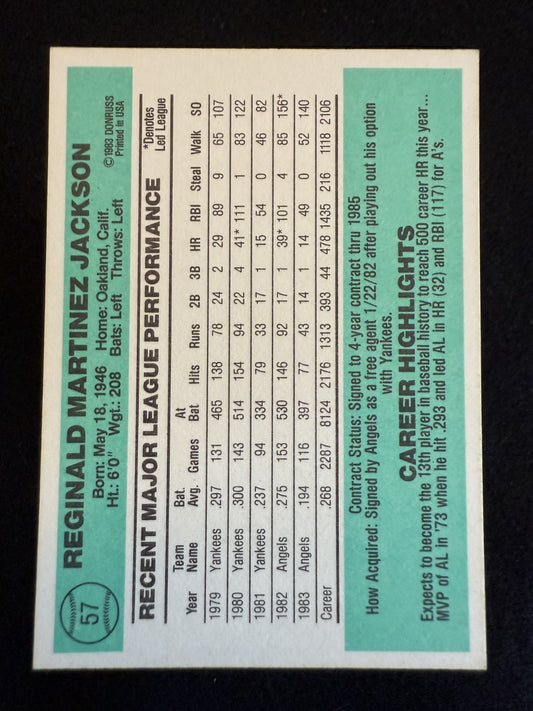 57
REGINALD MARTINEZ JACKSON
Born: May 18, 1946 Home: Oakland, Calif.
Ht.: 6'0" Wgt.: 208 Bats: Left Throws: Left
©1983 DONRUSS
Printed in USA
RECENT MAJOR LEAGUE PERFORMANCE
*Denotes
Led League
Year Team Name Bat. Avg. Games At Bat Hits Runs 2B 3B HR RBI Steal Walk SO
1979 Yankees .297 131 465 138 78 24 2 29 89 9 65 107
1980 Yankees .300 143 514 154 94 22 4 41* 111 1 83 122
1981 Yankees .237 94 334 79 33 17 1 15 54 0 46 82
1982 Angels .275 153 530 146 92 17 1 39* 101 4 85 156*
1983 Angels .194 116 397 77 43 14 1 14 49 0 52 140
Career .268 2287 8124 2176 1313 393 44 478 1435 216 1118 2106
Contract Status: Signed to 4-year contract thru 1985
How Acquired: Signed by Angels as a free agent 1/22/82 after playing out his option
with Yankees.
CAREER HIGHLIGHTS
Expects to become the 13th player in baseball history to reach 500 career HR this year...
MVP of AL in '73 when he hit .293 and led AL in HR (32) and RBI (117) for A's.